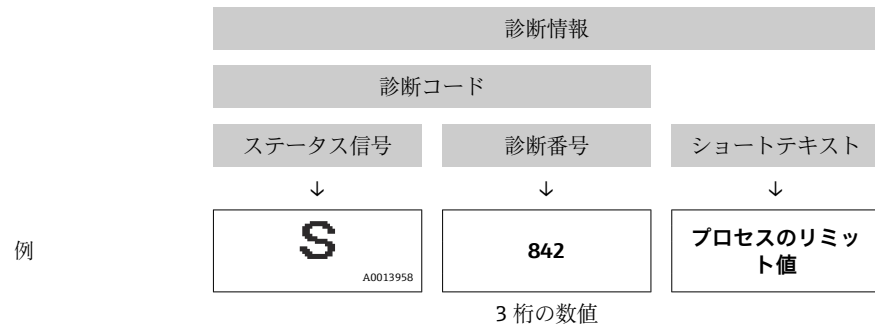 診断情報
診断コード
ステータス信号
診断番号
ショートテキスト
↓
↓
↓
例
S
A0013958
842
プロセスのリミッ
ト値
3 桁の数値